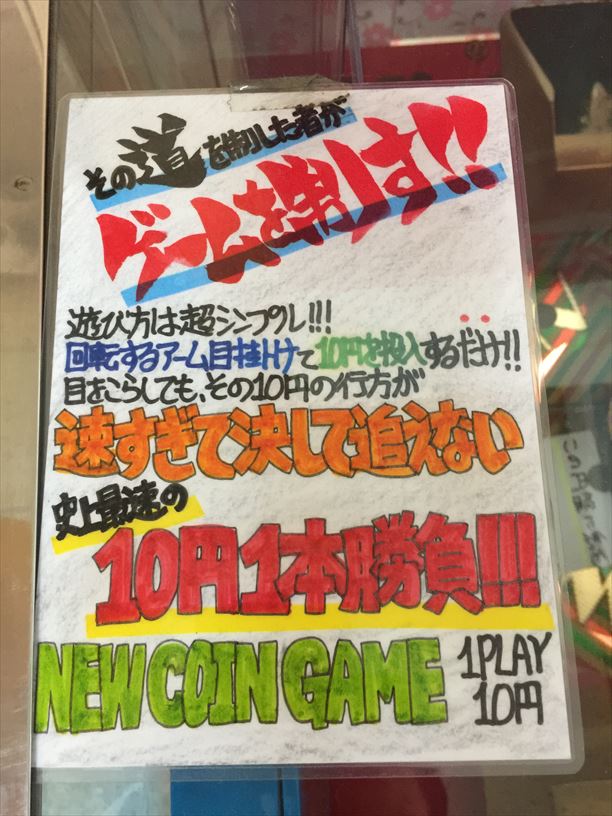 その道を制した者が
ゲームを制す!!
遊び方は超シンプル!!!
回転するアーム目掛けて10円を投入するだけ!!
目をこらしても、その10円の行方が
速すぎて決して追えない
史上最速の
10円1本勝負!!!
NEW COIN GAME
1PLAY
10円